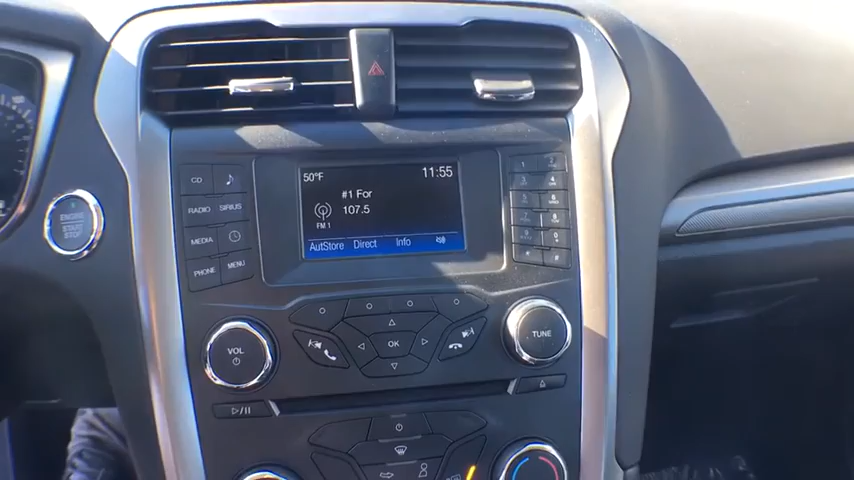 50°F 11:55
#1 For
107.5
FM 1
AutStore Direct Info
CD
RADIO SIRIUS
MEDIA
PHONE MENU
1 2
3 4
5 6
7 8
9 0
* #
ENGINE
START
STOP
VOL
OK
TUNE